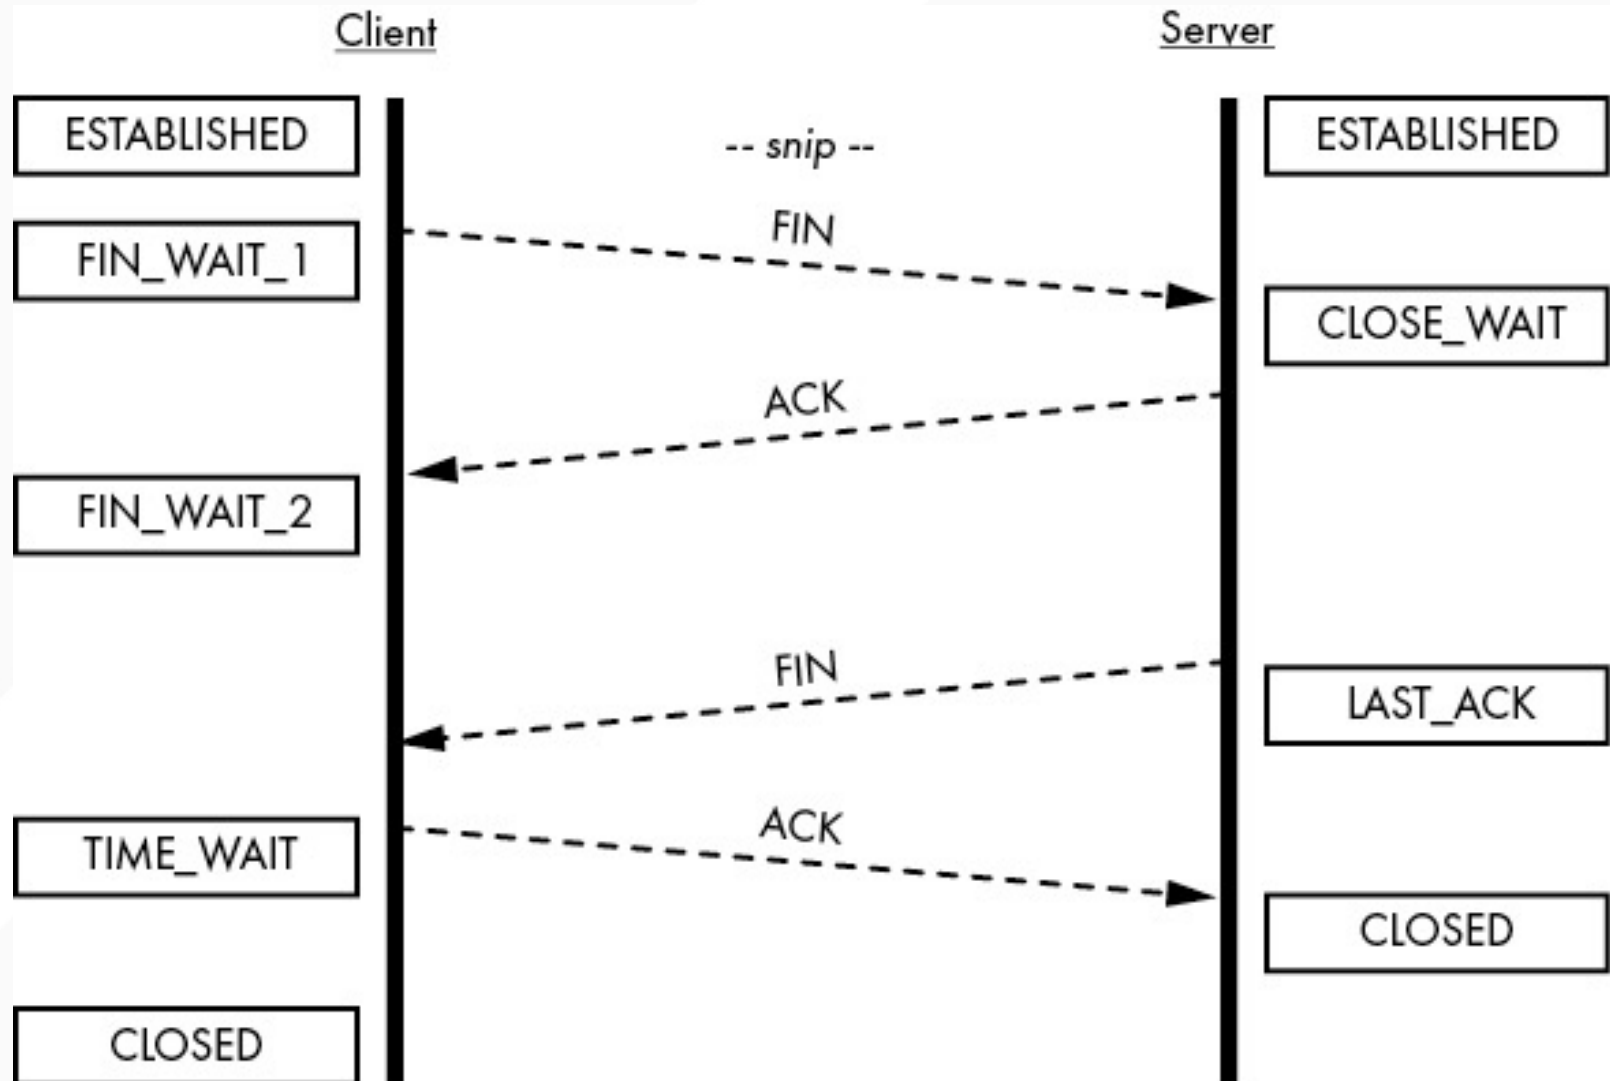 Client
Server
ESTABLISHED
-- snip --
ESTABLISHED
FIN
FIN_WAIT_1
CLOSE_WAIT
ACK
FIN_WAIT_2
FIN
LAST_ACK
ACK
TIME_WAIT
CLOSED
CLOSED